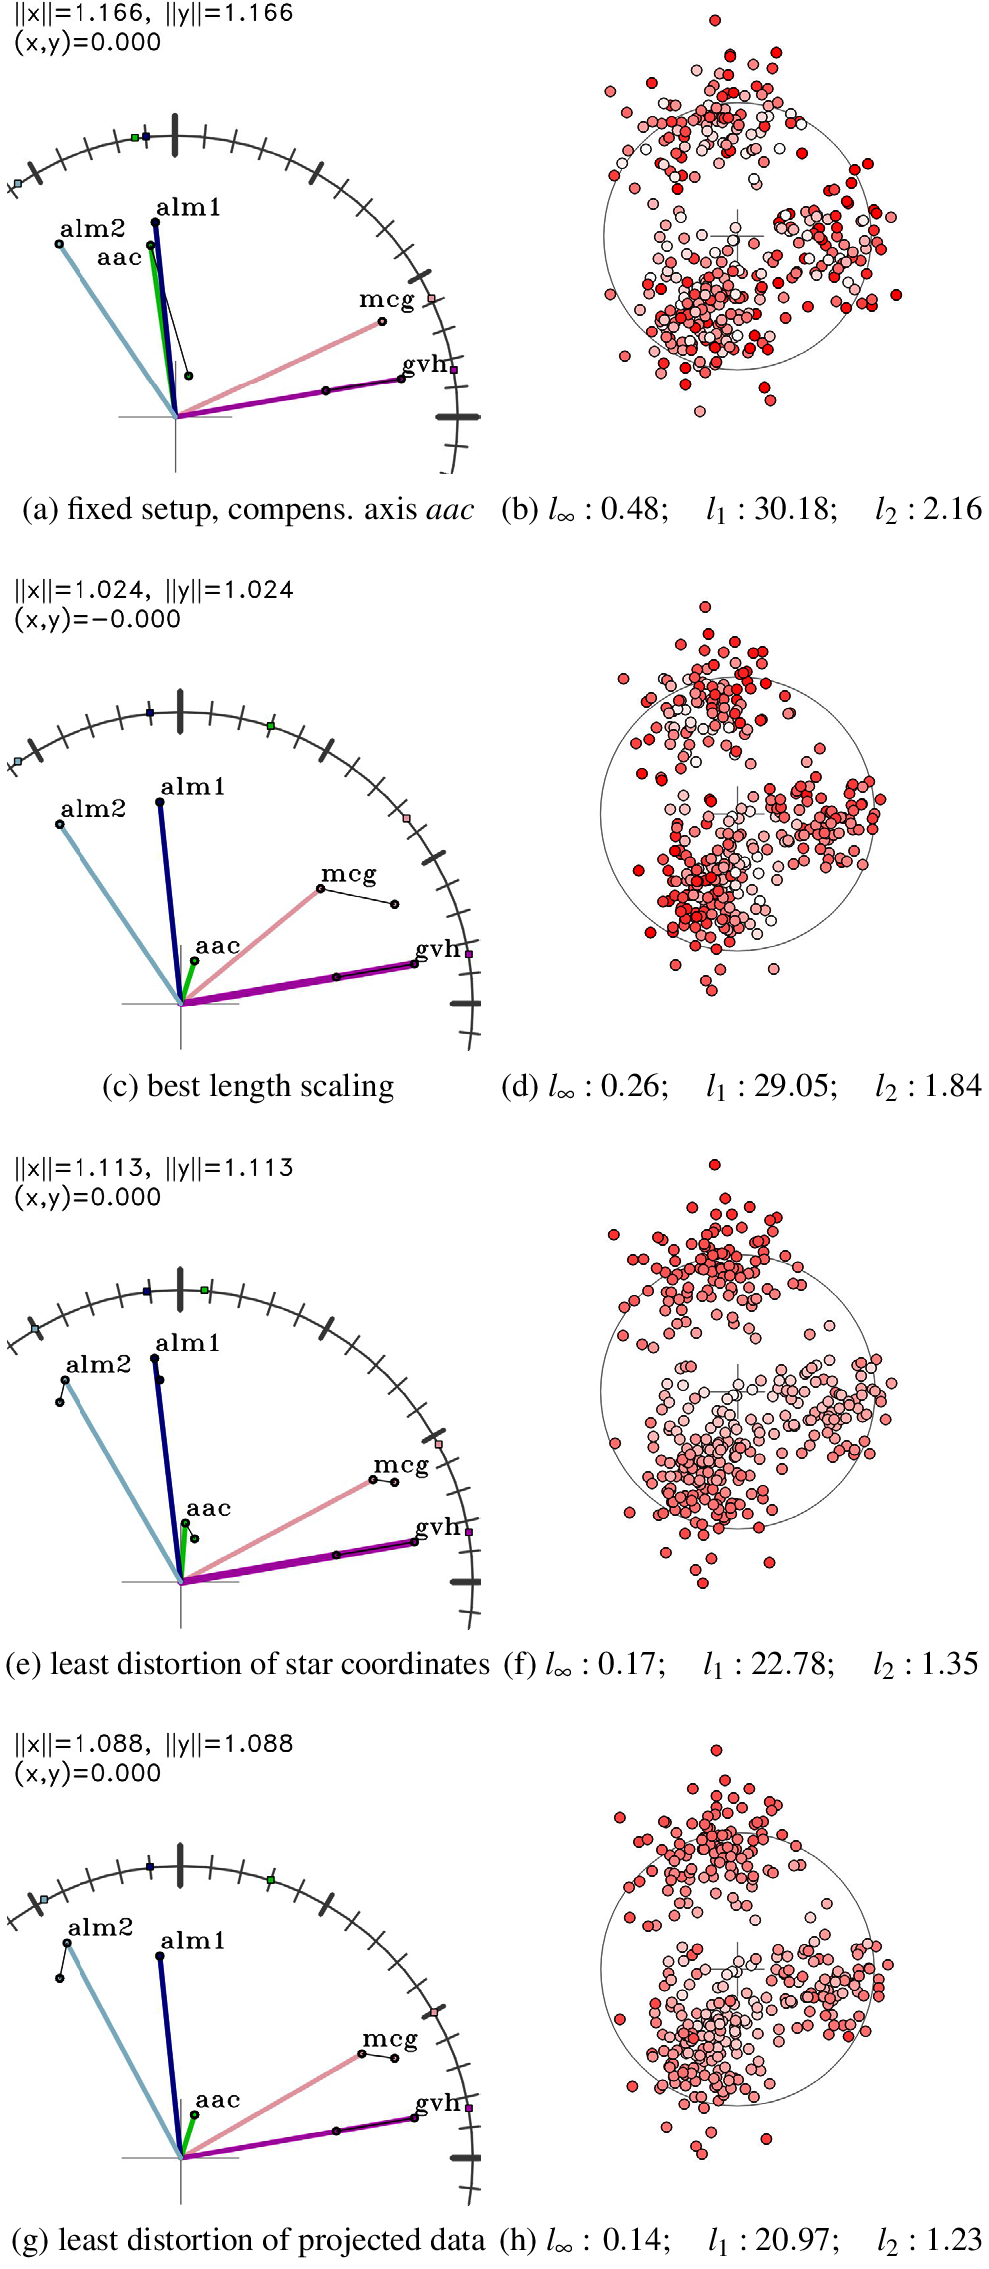 ||x||=1.166, ||y||=1.166
(x,y)=0.000
alm1
alm2
aac
mcg
gvh
(a) fixed setup, compens. axis aac (b) l∞ : 0.48; l1 : 30.18; l2 : 2.16
||x||=1.024, ||y||=1.024
(x,y)=−0.000
alm1
alm2
mcg
aac
gvh
(c) best length scaling (d) l∞ : 0.26; l1 : 29.05; l2 : 1.84
||x||=1.113, ||y||=1.113
(x,y)=0.000
alm1
alm2
mcg
aac
gvh
(e) least distortion of star coordinates (f) l∞ : 0.17; l1 : 22.78; l2 : 1.35
||x||=1.088, ||y||=1.088
(x,y)=0.000
alm2
alm1
mcg
aac
gvh
(g) least distortion of projected data (h) l∞ : 0.14; l1 : 20.97; l2 : 1.23